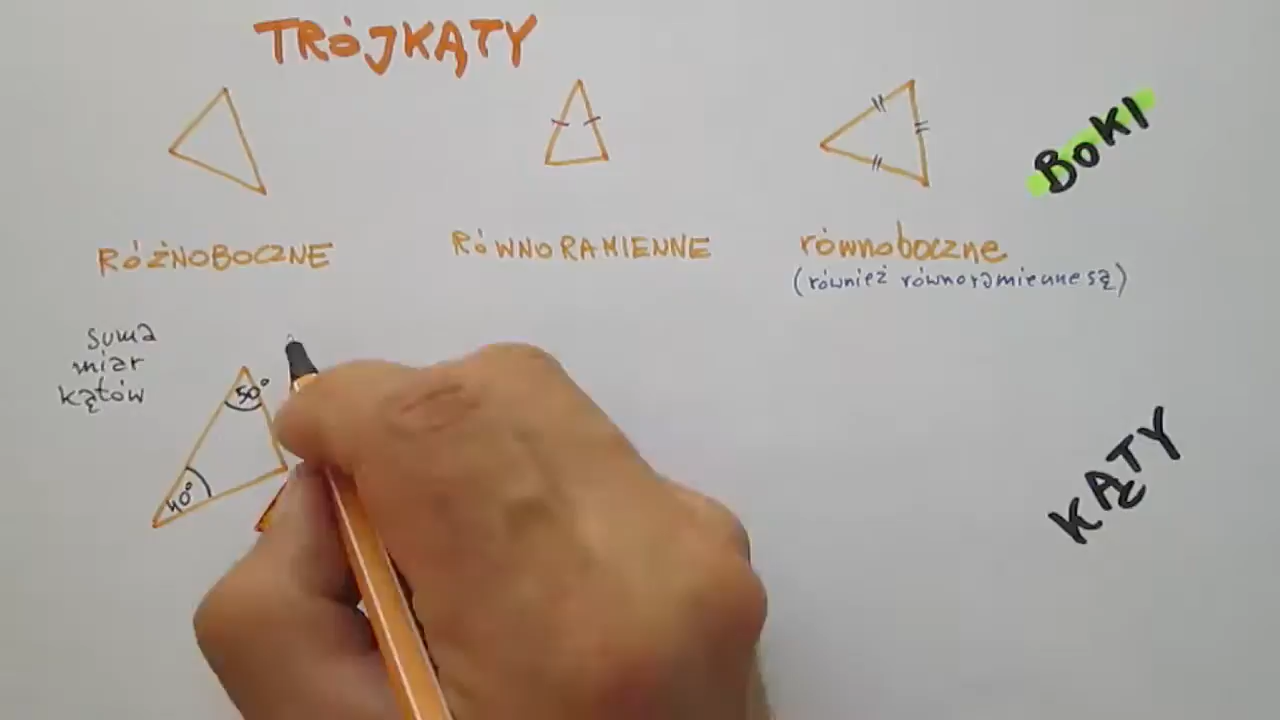 TRÓJKĄTY
BOKI
RÓŻNOBOCZNE
RÓWNORAMIENNE
równoboczne
(również równoramienne są)
suma
miar
kątów
50°
40°
KĄTY